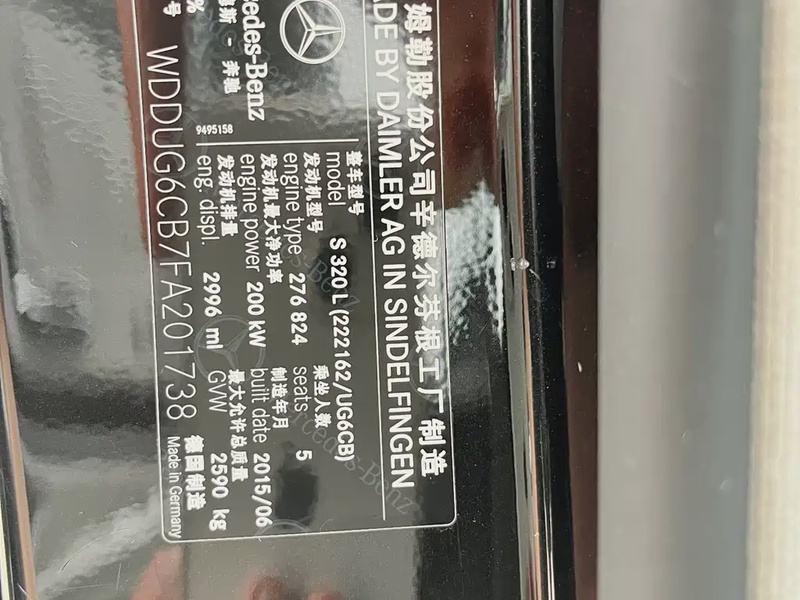 姆勒股份公司辛德尔芬根工厂制造
BY DAIMLER AG IN SINDELFINGEN
整车型号
model S 320 L (222162/UG6CB)
发动机型号 乘坐人数
engine type 276 824 seats 5
发动机最大净功率 制造年月
engine power 200 kW built date 2015/06
发动机排量 最大允许总质量
eng. displ. 2996 ml GVW 2590 kg
Mercedes-Benz
奔驰
9495158
WDDUG6CB7FA201738
德国制造
Made in Germany